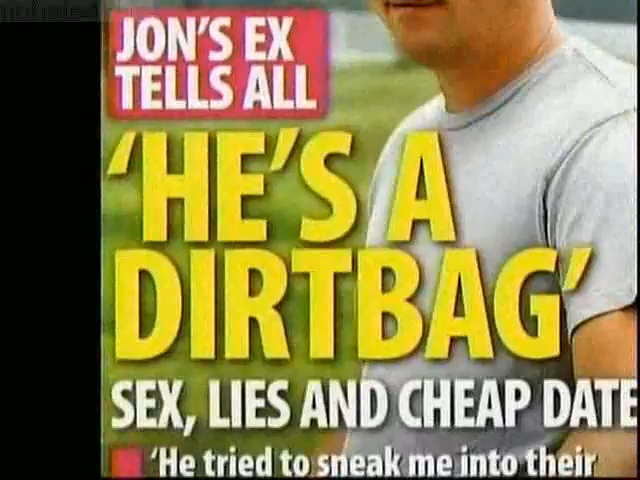 JON'S EX
TELLS ALL
'HE'S A
DIRTBAG'
SEX, LIES AND CHEAP DATE
'He tried to sneak me into their